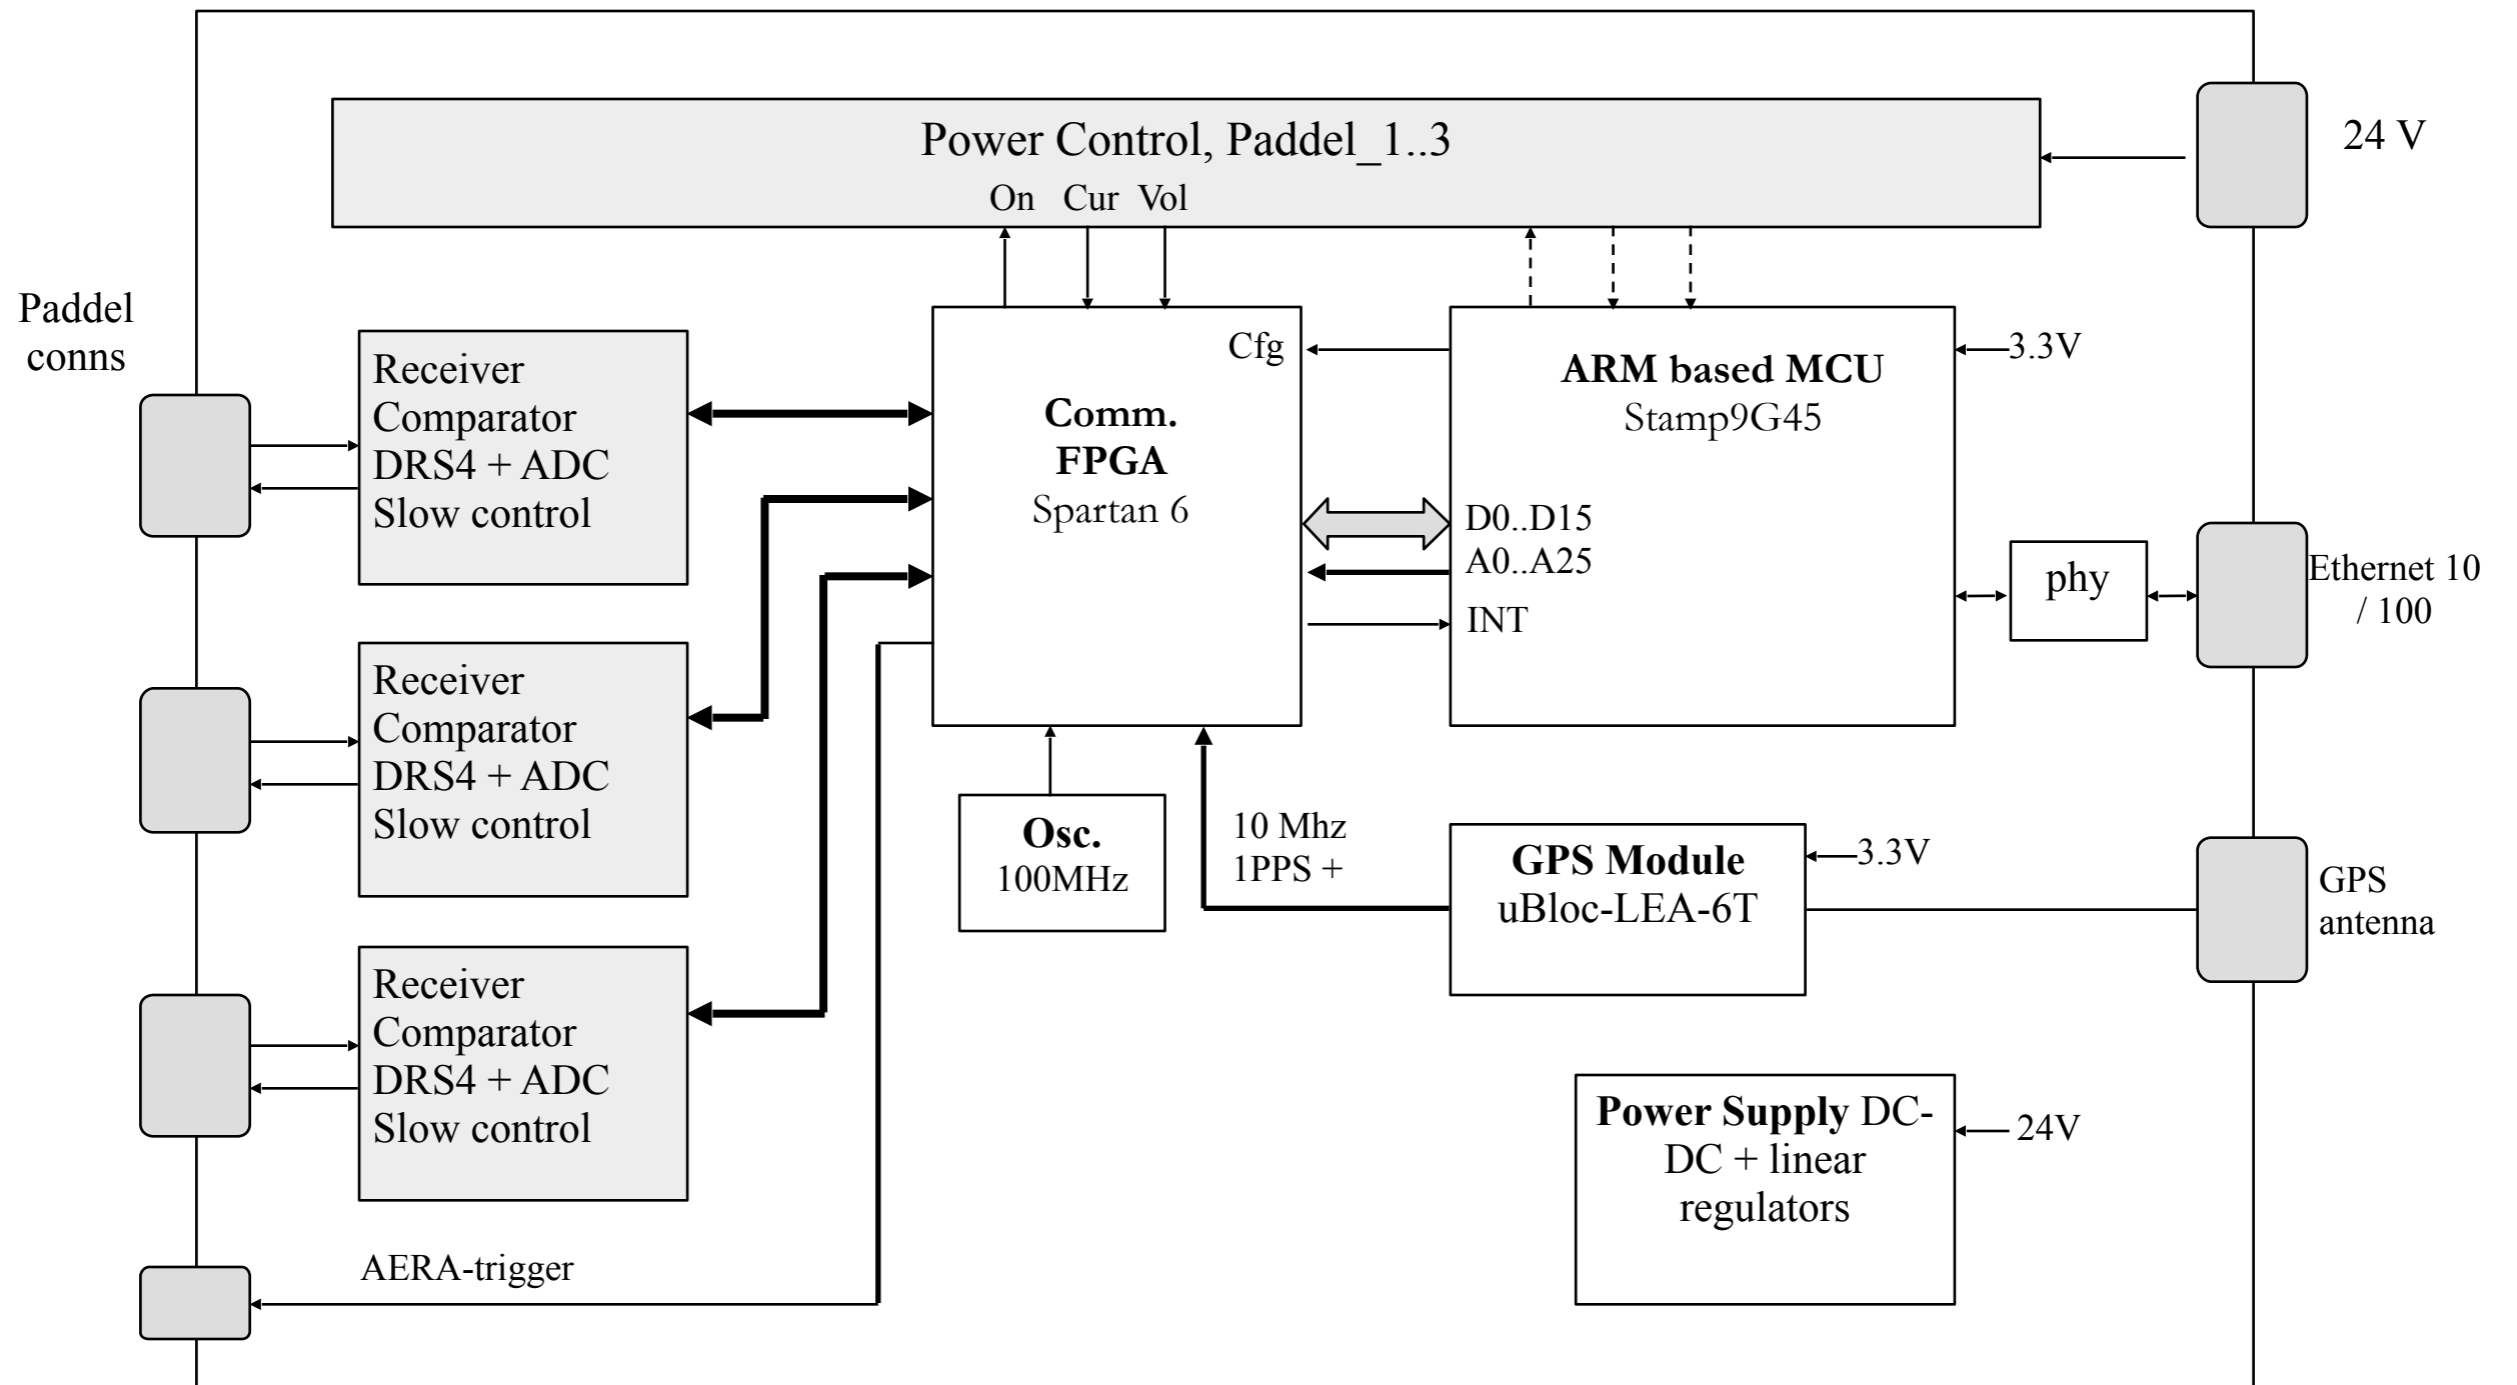 Power Control, Paddel_1..3
On Cur Vol
24 V
Paddel
conns
Receiver
Comparator
DRS4 + ADC
Slow control
Receiver
Comparator
DRS4 + ADC
Slow control
Receiver
Comparator
DRS4 + ADC
Slow control
AERA-trigger
Cfg
Comm.
FPGA
Spartan 6
Osc.
100MHz
10 Mhz
1PPS +
ARM based MCU
Stamp9G45
D0..D15
A0..A25
INT
3.3V
phy
Ethernet 10
/ 100
GPS Module
uBloc-LEA-6T
3.3V
GPS
antenna
Power Supply DC-
DC + linear
regulators
24V